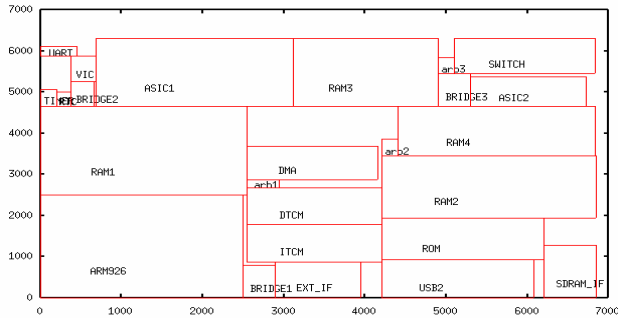 7000
6000
UART
arb3
SWITCH
VIC
ASIC1
RAM3
5000
BRIDGE2
BRIDGE3
ASIC2
4000
arb2
RAM4
3000
RAM1
DMA
arb1
RAM2
2000
DTCM
ITCM
ROM
1000
ARM926
BRIDGE1
EXT_IF
USB2
SDRAM_IF
0
0
1000
2000
3000
4000
5000
6000
7000